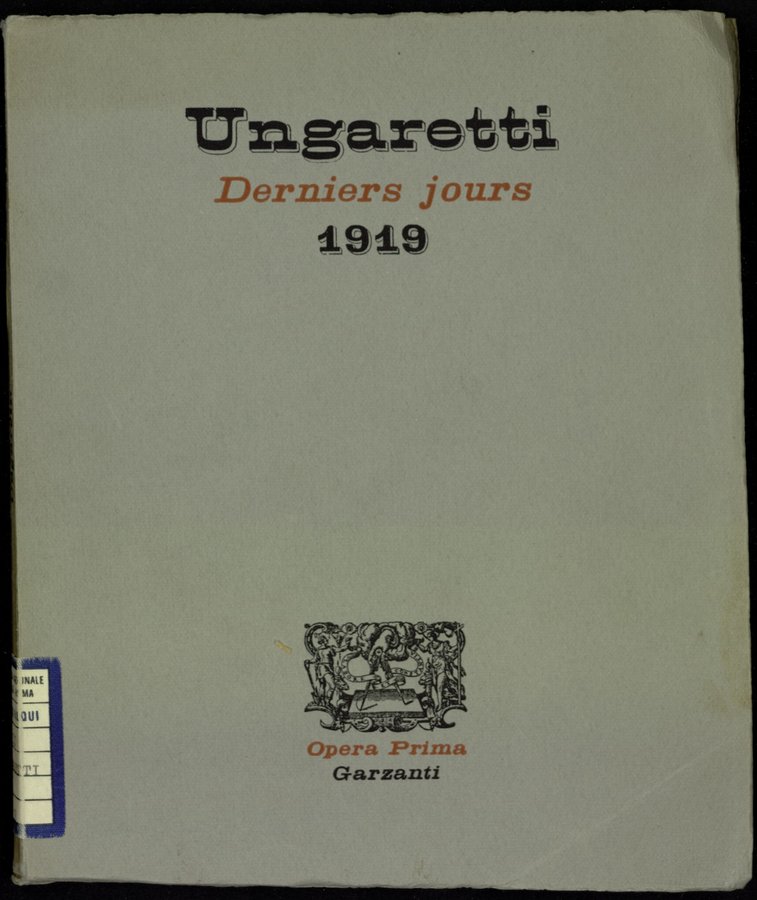 Ungaretti
Derniers jours
1919
Opera Prima
Garzanti